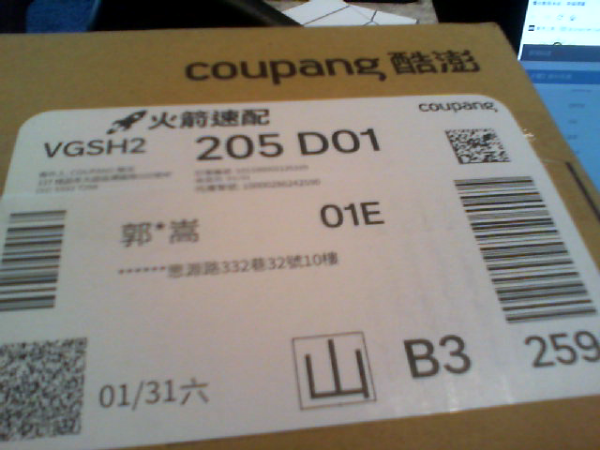 coupang 酷澎
火箭速配
coupang
VGSH2
205 D01
郭*嵩
01E
******思源路332巷32號10樓
01/31六
山
B3
259